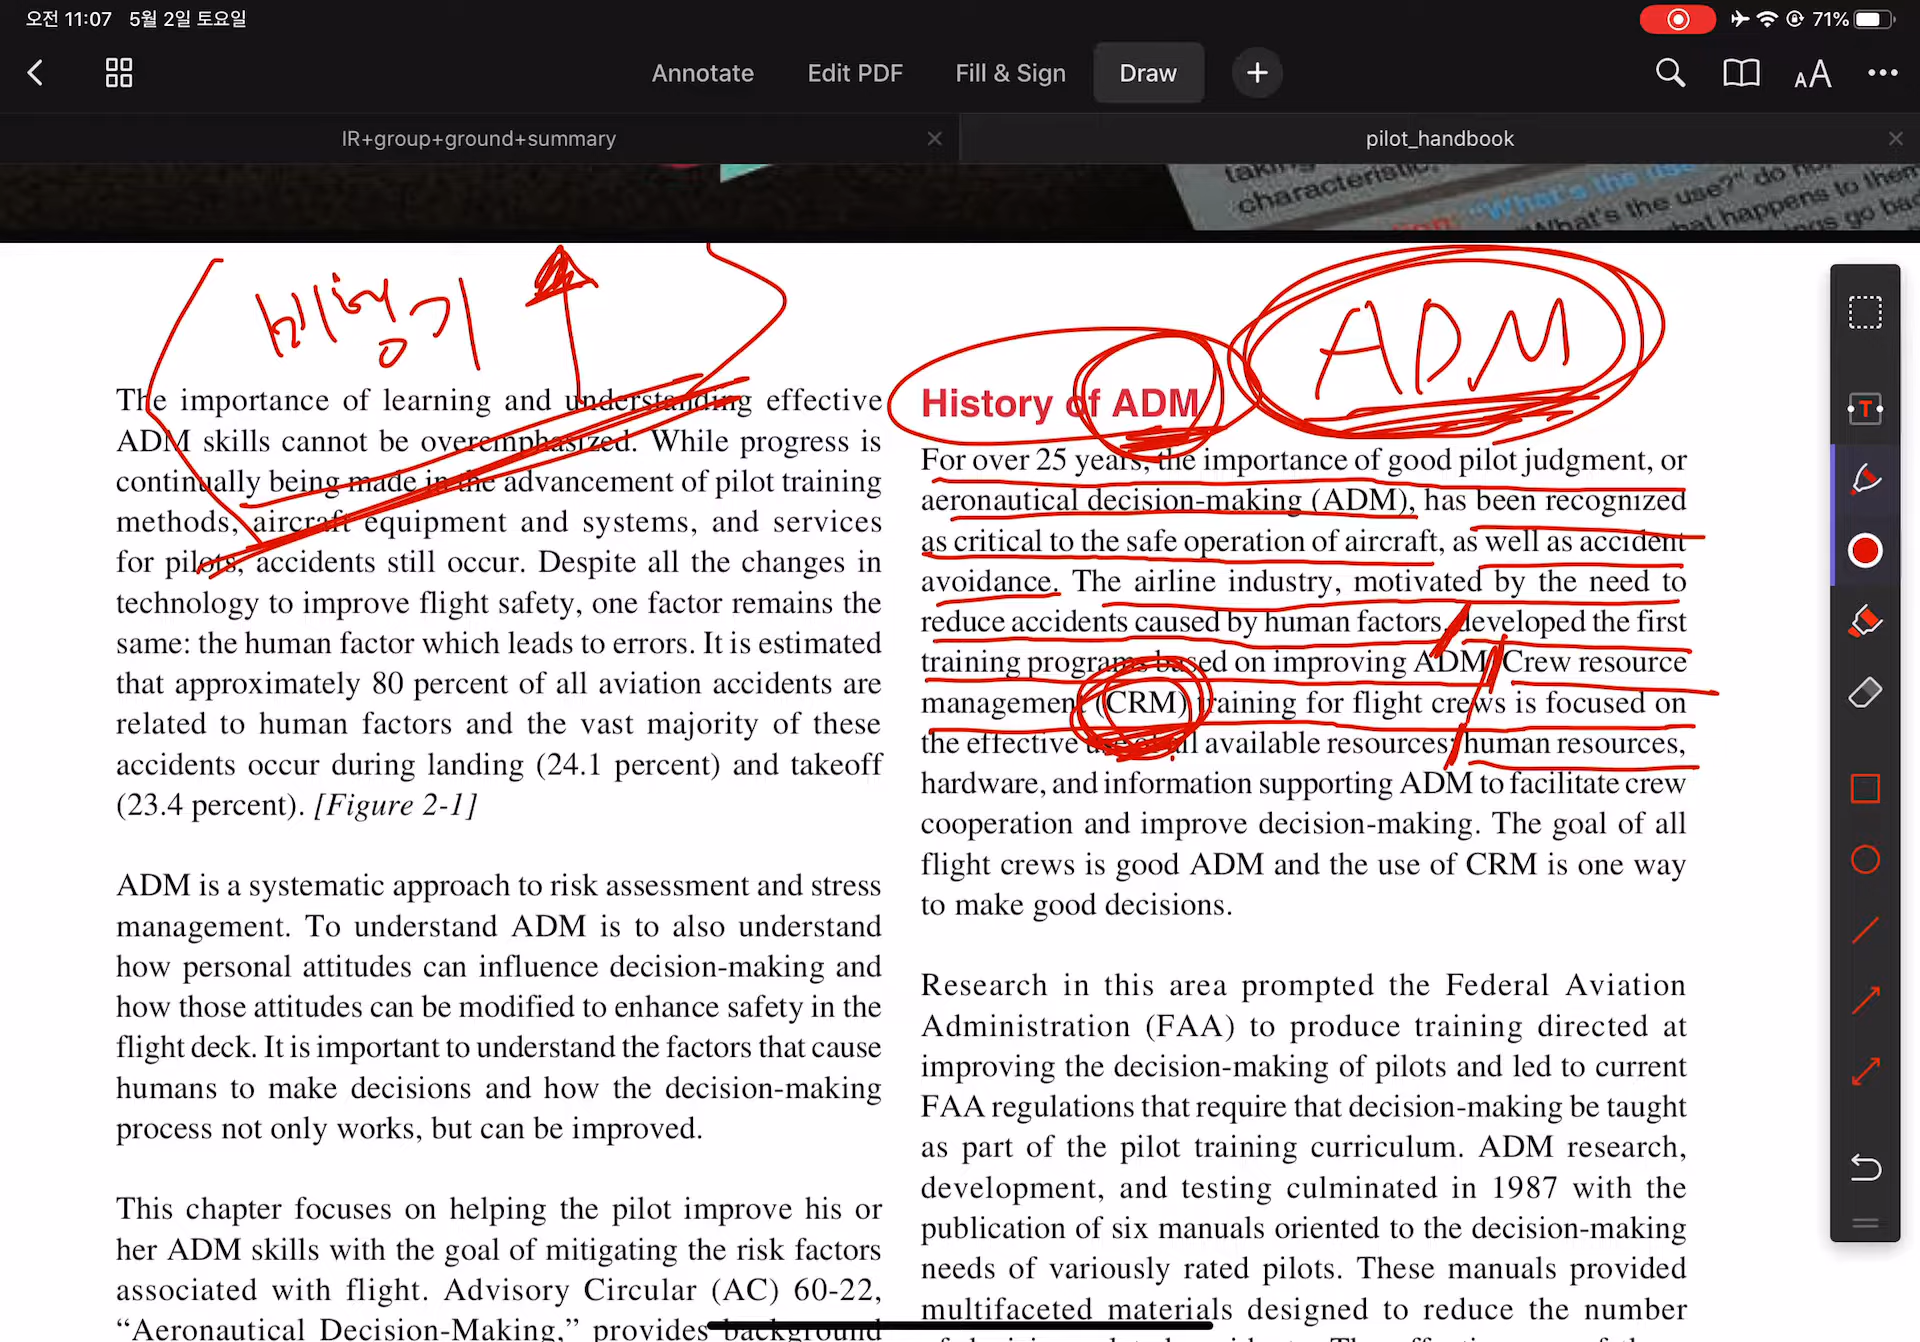 오전 11:07 5월 2일 토요일
71%
Annotate Edit PDF Fill & Sign Draw
IR+group+ground+summary
pilot_handbook
characteristic
"What's the use
"What's the use?" do
what happens to them
go
비행기
The importance of learning and understanding effective
ADM skills cannot be overemphasized. While progress is
continually being made in the advancement of pilot training
methods, aircraft equipment and systems, and services
for pilots, accidents still occur. Despite all the changes in
technology to improve flight safety, one factor remains the
same: the human factor which leads to errors. It is estimated
that approximately 80 percent of all aviation accidents are
related to human factors and the vast majority of these
accidents occur during landing (24.1 percent) and takeoff
(23.4 percent). [Figure 2-1]
ADM is a systematic approach to risk assessment and stress
management. To understand ADM is to also understand
how personal attitudes can influence decision-making and
how those attitudes can be modified to enhance safety in the
flight deck. It is important to understand the factors that cause
humans to make decisions and how the decision-making
process not only works, but can be improved.
This chapter focuses on helping the pilot improve his or
her ADM skills with the goal of mitigating the risk factors
associated with flight. Advisory Circular (AC) 60-22,
“Aeronautical Decision-Making,” provides background
ADM
History of ADM
For over 25 years, the importance of good pilot judgment, or
aeronautical decision-making (ADM), has been recognized
as critical to the safe operation of aircraft, as well as accident
avoidance. The airline industry, motivated by the need to
reduce accidents caused by human factors, developed the first
training programs based on improving ADM. Crew resource
management (CRM) training for flight crews is focused on
the effective use of all available resources: human resources,
hardware, and information supporting ADM to facilitate crew
cooperation and improve decision-making. The goal of all
flight crews is good ADM and the use of CRM is one way
to make good decisions.
Research in this area prompted the Federal Aviation
Administration (FAA) to produce training directed at
improving the decision-making of pilots and led to current
FAA regulations that require that decision-making be taught
as part of the pilot training curriculum. ADM research,
development, and testing culminated in 1987 with the
publication of six manuals oriented to the decision-making
needs of variously rated pilots. These manuals provided
multifaceted materials designed to reduce the number